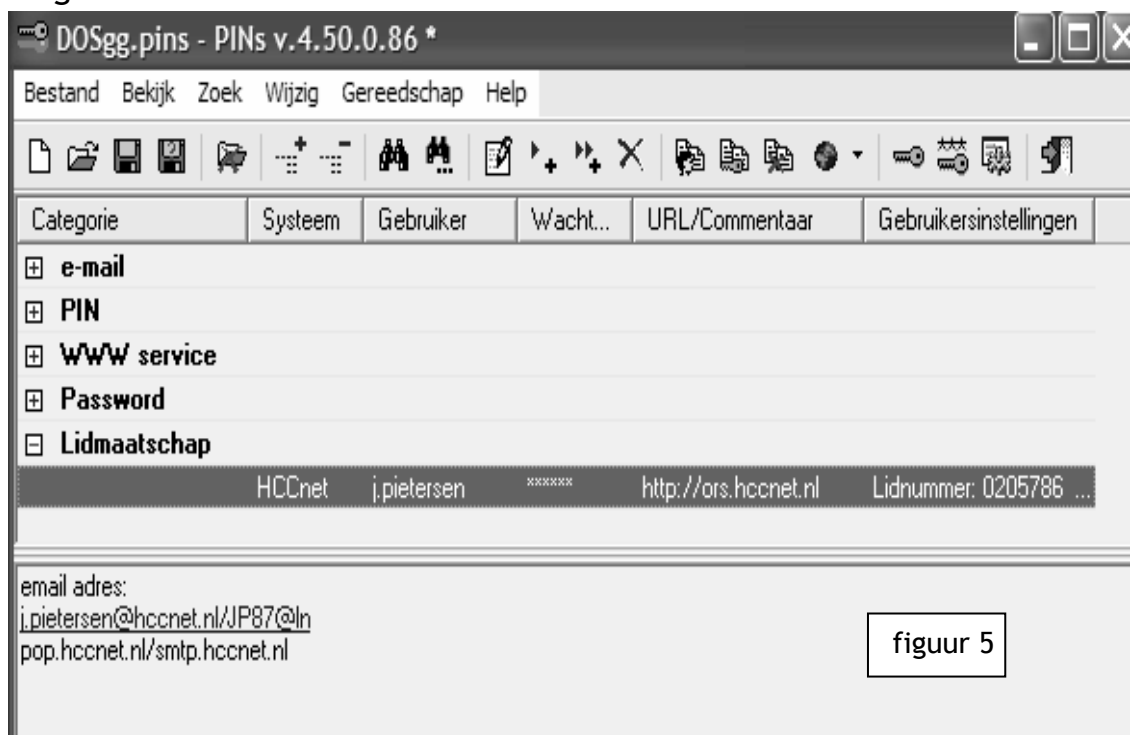 DOSgg.pins - PINs v.4.50.0.86 *
Bestand Bekijk Zoek Wijzig Gereedschap Help
Categorie Systeem Gebruiker Wacht... URL/Commentaar Gebruikersinstellingen
e-mail
PIN
WWW service
Password
Lidmaatschap
HCCnet j.pietersen ****** http://ors.hccnet.nl Lidnummer: 0205786 ...
email adres:
j.pietersen@hccnet.nl/JP87@ln
pop.hccnet.nl/smtp.hccnet.nl
figuur 5